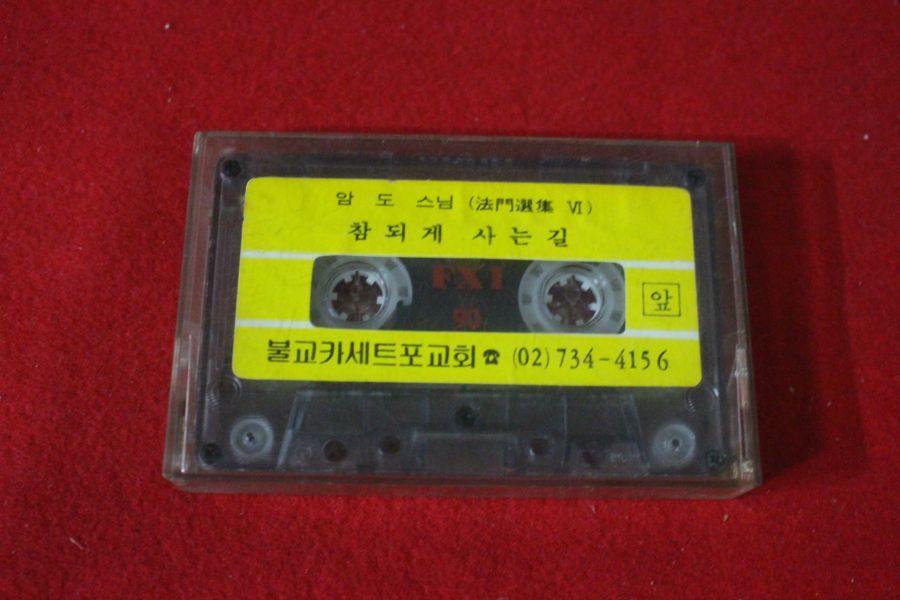 암도 스님 (法門選集 Ⅵ)
참되게 사는길
FX I
90
앞
불교카세트포교회 ☎ (02) 734-4156